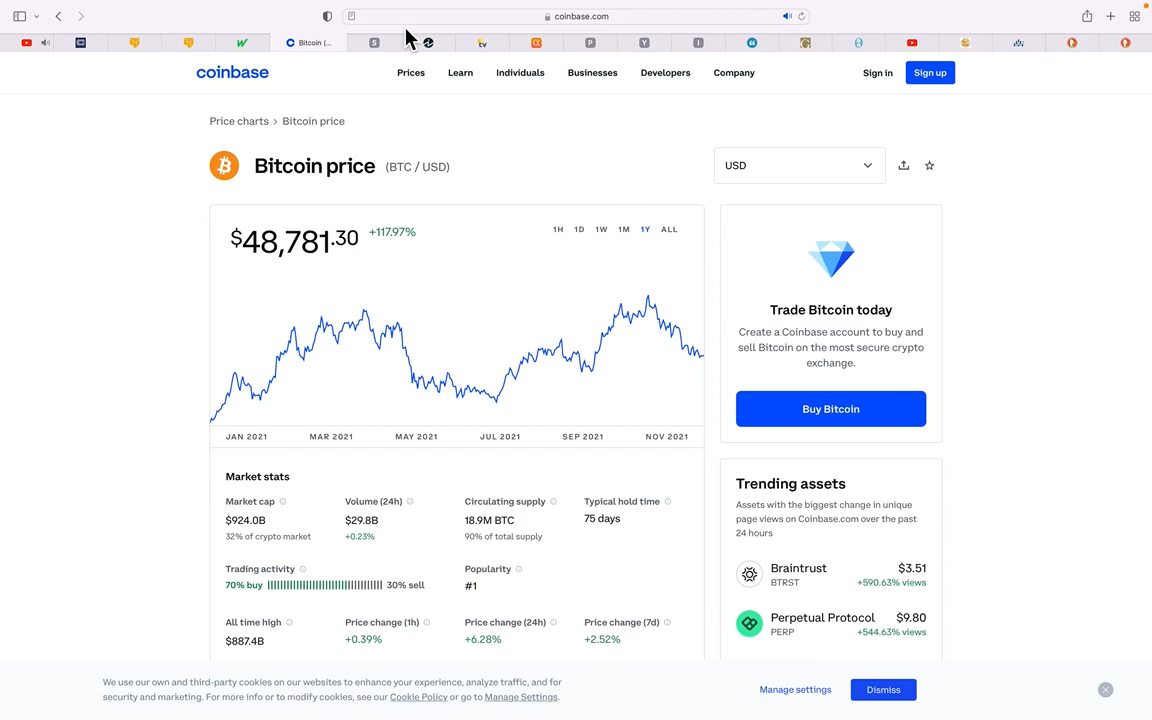 coinbase.com
Bitcoin (...
S
tv
P
Y
I
coinbase
Prices
Learn
Individuals
Businesses
Developers
Company
Sign in
Sign up
Price charts > Bitcoin price
Bitcoin price (BTC / USD)
USD
$48,781.30 +117.97%
1H 1D 1W 1M 1Y ALL
JAN 2021 MAR 2021 MAY 2021 JUL 2021 SEP 2021 NOV 2021
Trade Bitcoin today
Create a Coinbase account to buy and
sell Bitcoin on the most secure crypto
exchange.
Buy Bitcoin
Market stats
Market cap
$924.0B
32% of crypto market
Volume (24h)
$29.8B
+0.23%
Circulating supply
18.9M BTC
90% of total supply
Typical hold time
75 days
Trading activity
70% buy 30% sell
Popularity
#1
All time high
$887.4B
Price change (1h)
+0.39%
Price change (24h)
+6.28%
Price change (7d)
+2.52%
Trending assets
Assets with the biggest change in unique
page views on Coinbase.com over the past
24 hours
Braintrust $3.51
BTRST +590.63% views
Perpetual Protocol $9.80
PERP +544.63% views
We use our own and third-party cookies on our websites to enhance your experience, analyze traffic, and for
security and marketing. For more info or to modify cookies, see our Cookie Policy or go to Manage Settings.
Manage settings
Dismiss